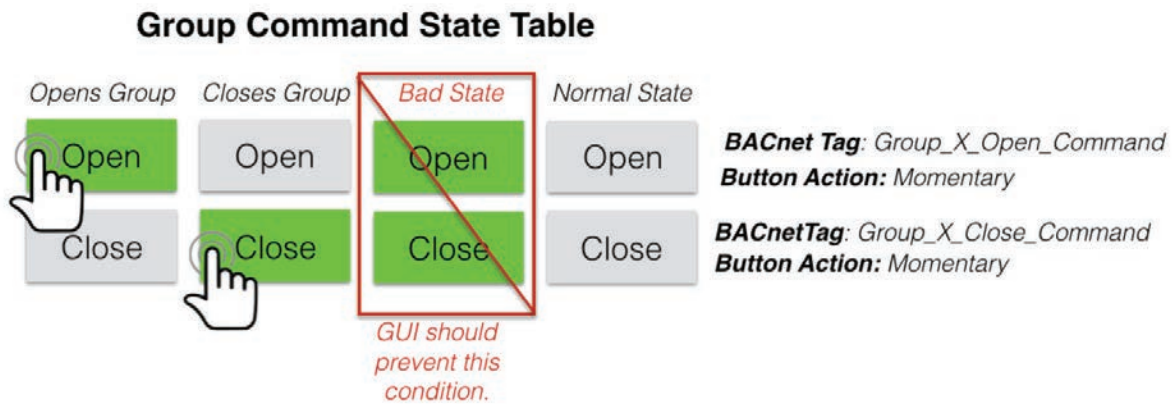 Group Command State Table
Opens Group Closes Group Bad State Normal State
Open Open Open Open
BACnet Tag: Group_X_Open_Command
Button Action: Momentary
Close Close Close Close
BACnetTag: Group_X_Close_Command
Button Action: Momentary
GUI should
prevent this
condition.